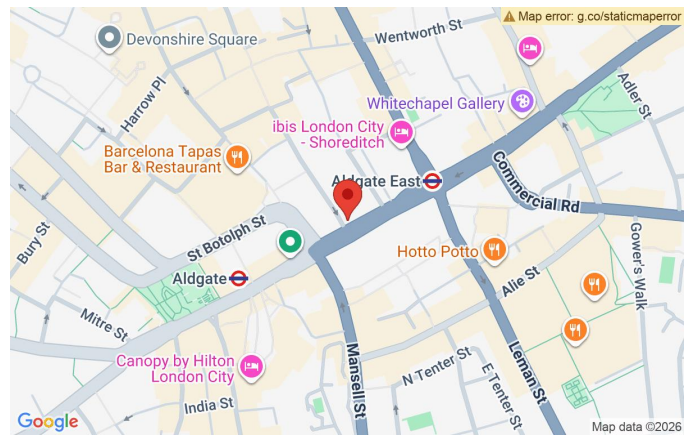 Map error: g.co/staticmaperror
Wentworth St
Devonshire Square
Harrow Pl
Adler St
Whitechapel Gallery
ibis London City
- Shoreditch
Barcelona Tapas
Bar & Restaurant
Aldgate East
Commercial Rd
St Botolph St
Bury St
Hotto Potto
Gower's Walk
Aldgate
Alie St
Mitre St
Mansell St
Leman St
Canopy by Hilton
London City
N Tenter St
E Tenter St
India St
Google
Map data ©2026